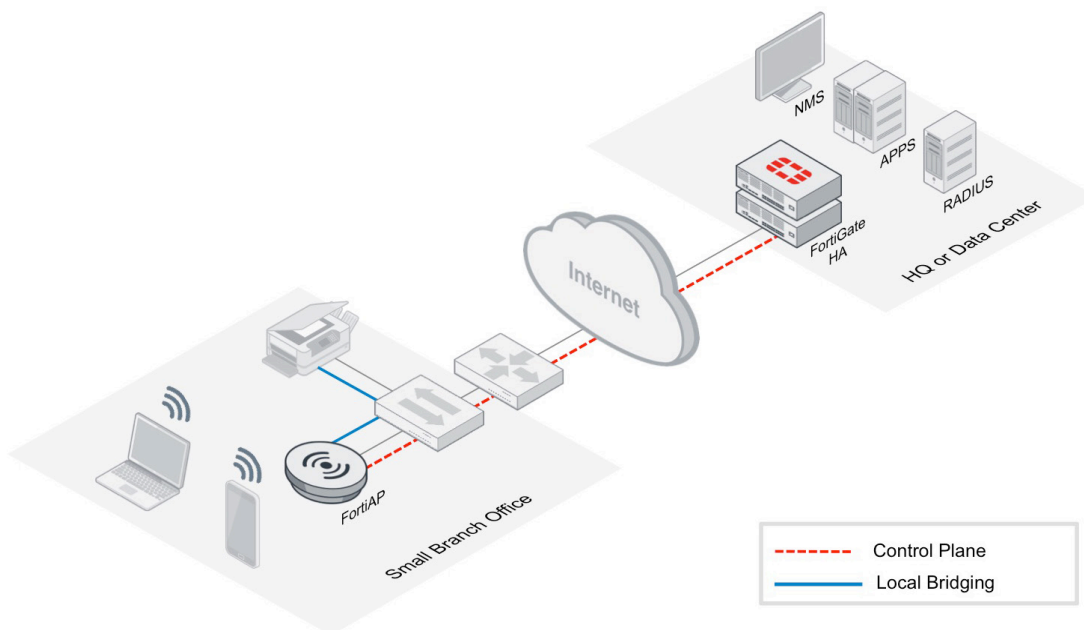 NMS
APPS
RADIUS
FortiGate
HA
HQ or Data Center
Internet
FortiAP
Small Branch Office
Control Plane
Local Bridging